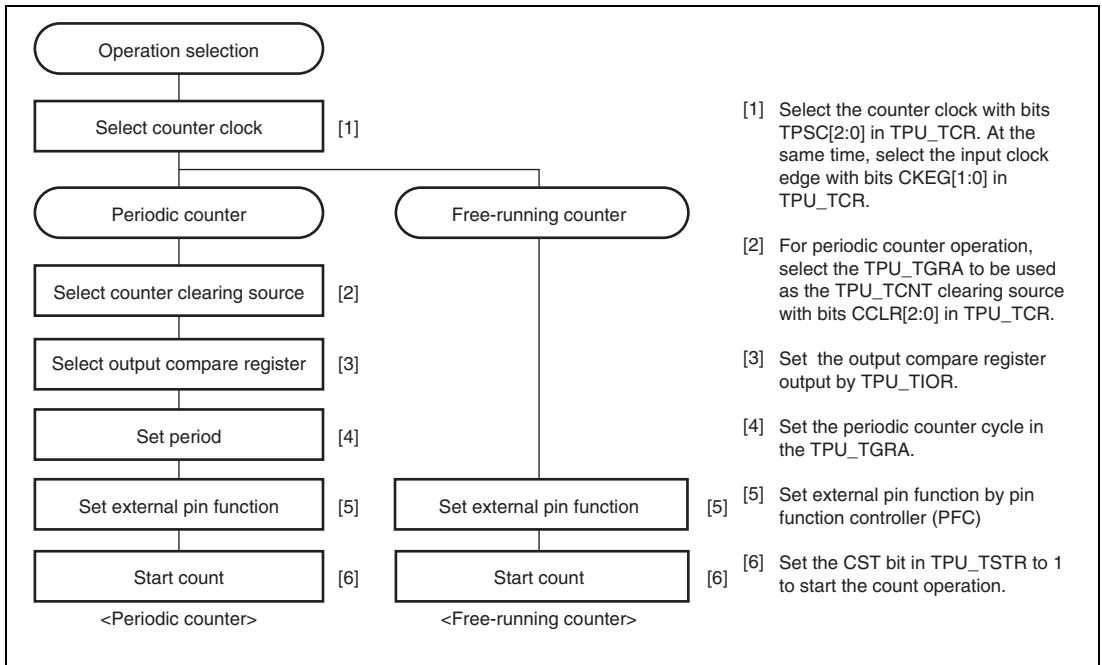 Operation selection
Select counter clock
[1]
Periodic counter
Free-running counter
Select counter clearing source
[2]
Select output compare register
[3]
Set period
[4]
Set external pin function
[5]
Set external pin function
[5]
Start count
[6]
Start count
[6]
<Periodic counter>
<Free-running counter>
[1] Select the counter clock with bits
TPSC[2:0] in TPU_TCR. At the
same time, select the input clock
edge with bits CKEG[1:0] in
TPU_TCR.
[2] For periodic counter operation,
select the TPU_TGRA to be used
as the TPU_TCNT clearing source
with bits CCLR[2:0] in TPU_TCR.
[3] Set the output compare register
output by TPU_TIOR.
[4] Set the periodic counter cycle in
the TPU_TGRA.
[5] Set external pin function by pin
function controller (PFC)
[6] Set the CST bit in TPU_TSTR to 1
to start the count operation.